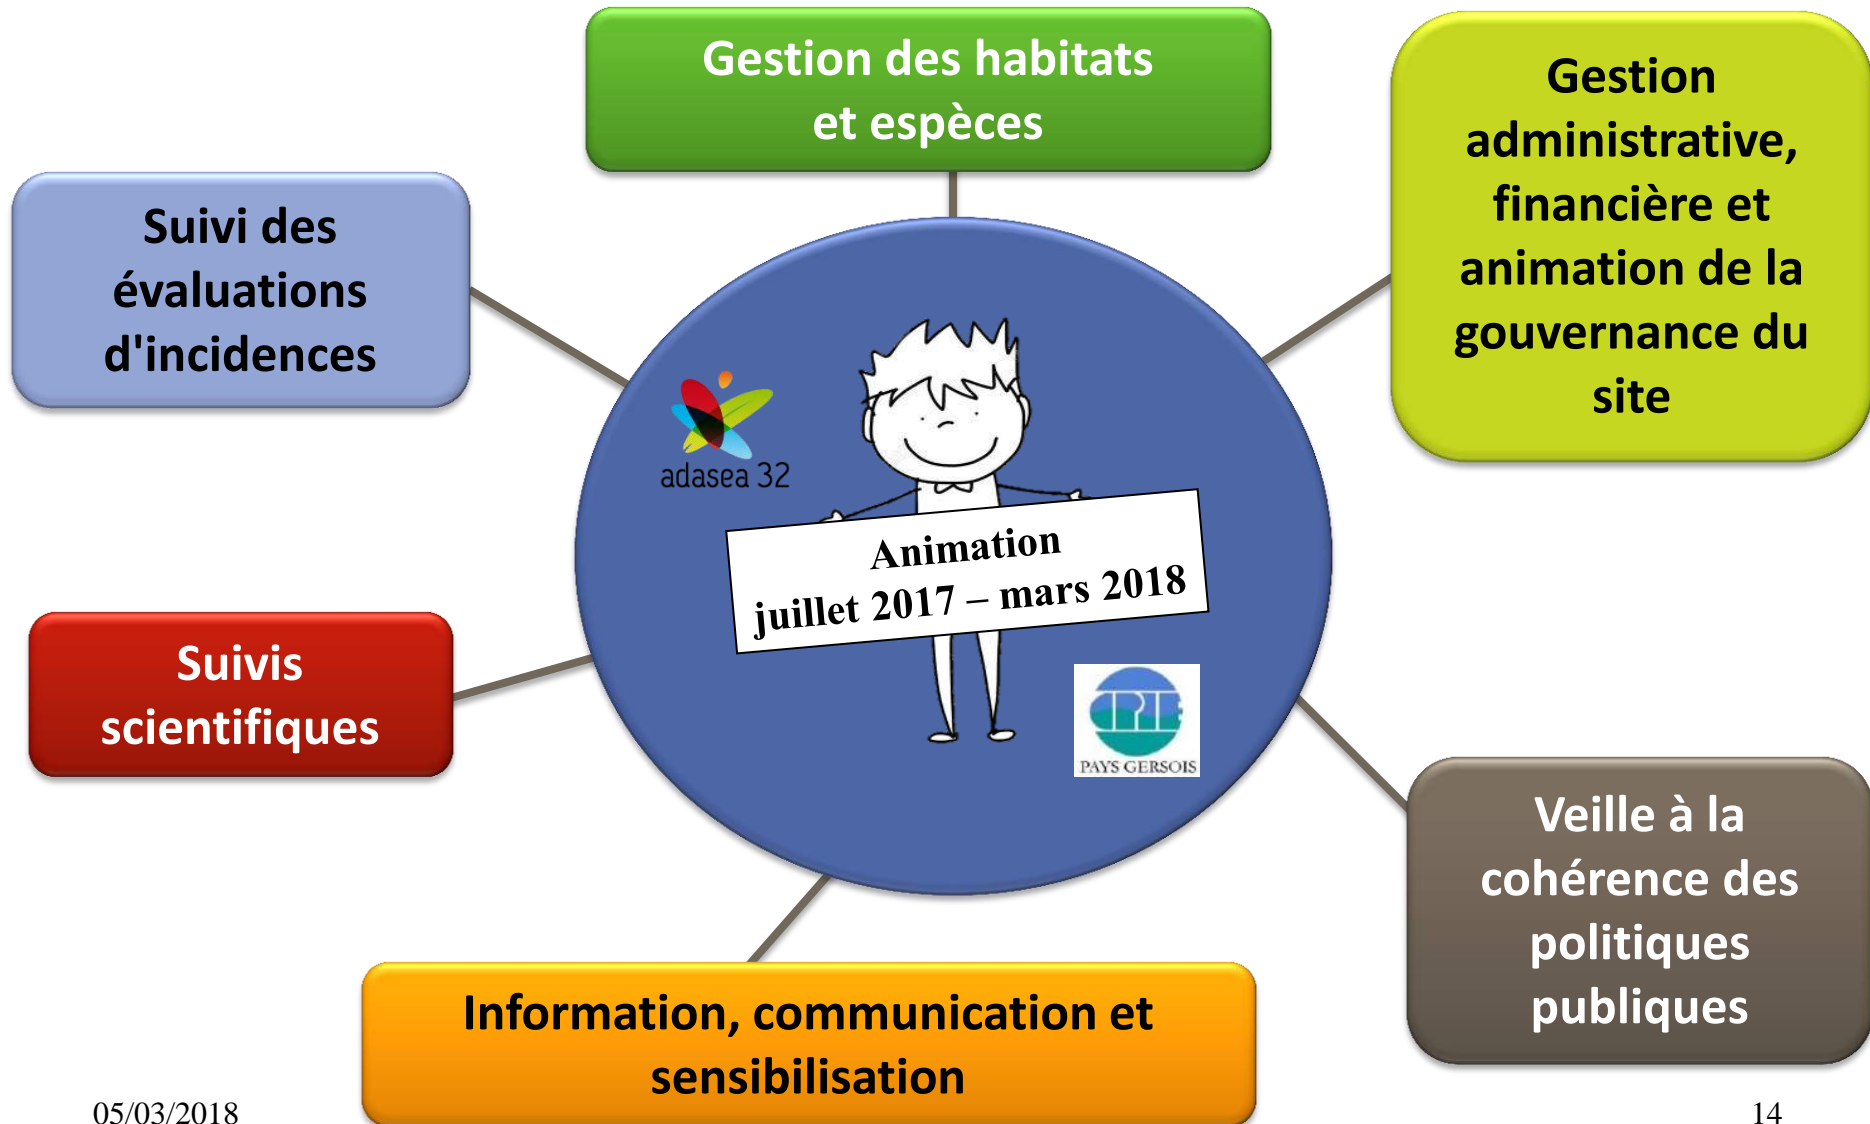 Gestion des habitats
et espèces
Gestion
administrative,
financière et
animation de la
gouvernance du
site
Suivi des
évaluations
d'incidences
adasea 32
Animation
juillet 2017 – mars 2018
CPIE
PAYS GERSOIS
Suivis
scientifiques
Veille à la
cohérence des
politiques
publiques
Information, communication et
sensibilisation
05/03/2018
14